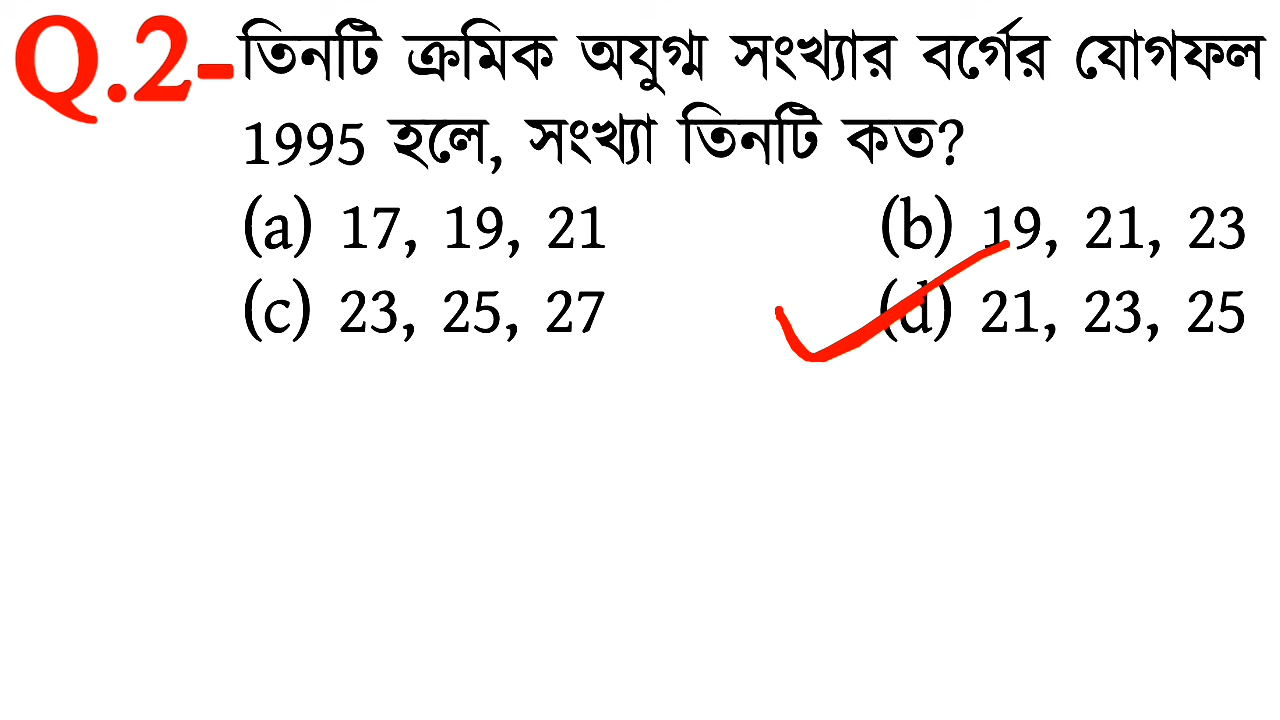 Q.2- তিনটি ক্রমিক অযুগ্ম সংখ্যার বর্গের যোগফল
1995 হলে, সংখ্যা তিনটি কত?
(a) 17, 19, 21 (b) 19, 21, 23
(c) 23, 25, 27 (d) 21, 23, 25